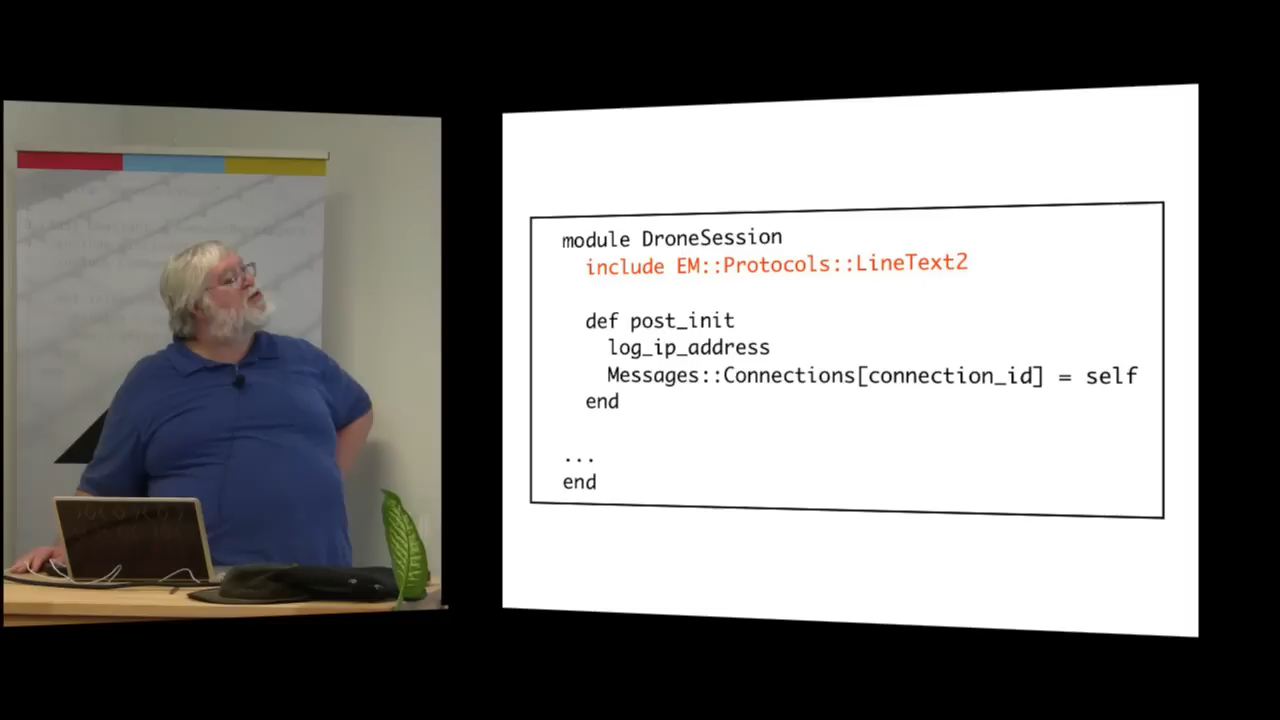 module DroneSession
include EM::Protocols::LineText2
def post_init
log_ip_address
Messages::Connections[connection_id] = self
end
...
end